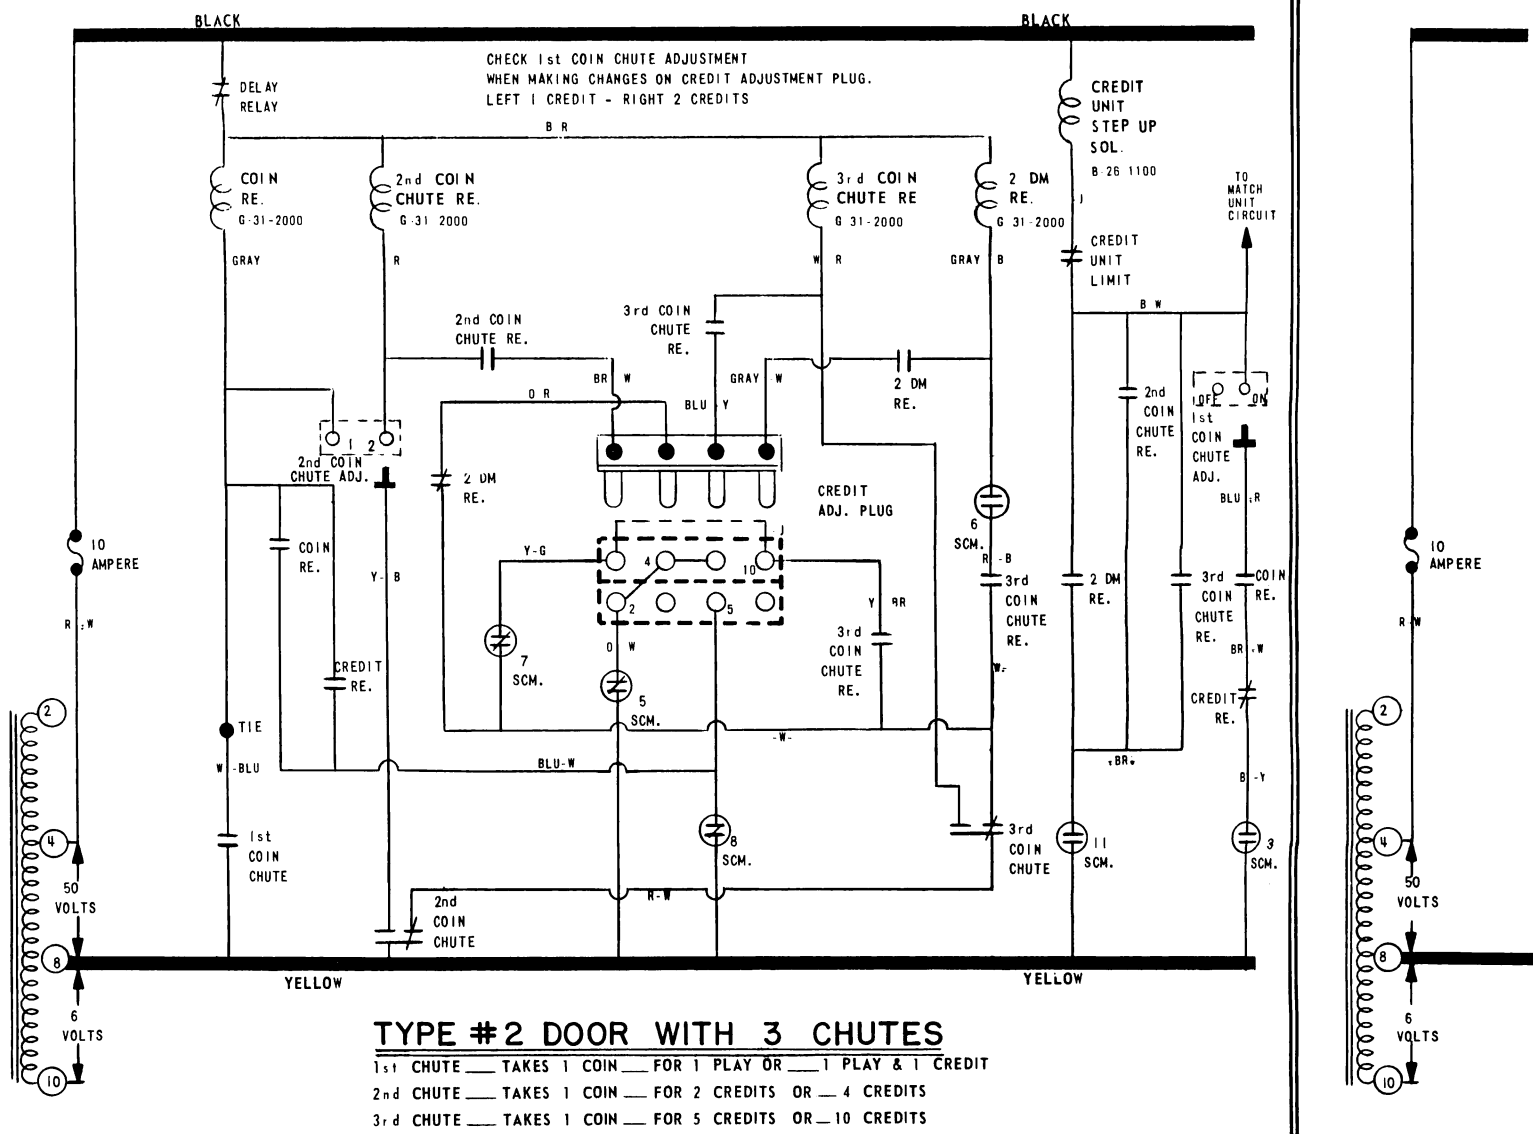 BLACK
BLACK
CHECK 1st COIN CHUTE ADJUSTMENT
WHEN MAKING CHANGES ON CREDIT ADJUSTMENT PLUG.
LEFT 1 CREDIT - RIGHT 2 CREDITS
DELAY
RELAY
B R
CREDIT
UNIT
STEP UP
SOL.
B-26 1100
COIN
RE.
G-31-2000
2nd COIN
CHUTE RE.
G-31 2000
3rd COIN
CHUTE RE
G 31-2000
2 DM
RE.
G 31-2000
TO
MATCH
UNIT
CIRCUIT
J
GRAY
R
W R
GRAY B
CREDIT
UNIT
LIMIT
B W
2nd COIN
CHUTE RE.
3rd COIN
CHUTE
RE.
BR W
GRAY -W
2 DM
RE.
O R
BLU Y
2nd
COIN
CHUTE
RE.
OFF ON
1st
COIN
CHUTE
ADJ.
1 2
2nd COIN
CHUTE ADJ.
2 DM
RE.
CREDIT
ADJ. PLUG
BLU-R
6
SCM.
R -B
J
10
AMPERE
COIN
RE.
Y- B
Y-G
4
10
2
5
Y BR
3rd
COIN
CHUTE
RE.
2 DM
RE.
3rd
COIN
CHUTE
RE.
COIN
RE.
10
AMPERE
R-W
7
SCM.
O W
3rd
COIN
CHUTE
RE.
BR-W
R W
CREDIT
RE.
W-
5
SCM.
CREDIT
RE.
2
TIE
-W-
2
W -BLU
BLU-W
-BR-
B -Y
4
1st
COIN
CHUTE
8
SCM.
3rd
COIN
CHUTE
11
SCM.
3
SCM.
4
50
VOLTS
R-W
2nd
COIN
CHUTE
50
VOLTS
8
YELLOW
YELLOW
8
6
VOLTS
6
VOLTS
10
10
TYPE #2 DOOR WITH 3 CHUTES
1st CHUTE ___ TAKES 1 COIN ___ FOR 1 PLAY OR ___ 1 PLAY & 1 CREDIT
2nd CHUTE ___ TAKES 1 COIN ___ FOR 2 CREDITS OR __ 4 CREDITS
3rd CHUTE ___ TAKES 1 COIN ___ FOR 5 CREDITS OR __ 10 CREDITS